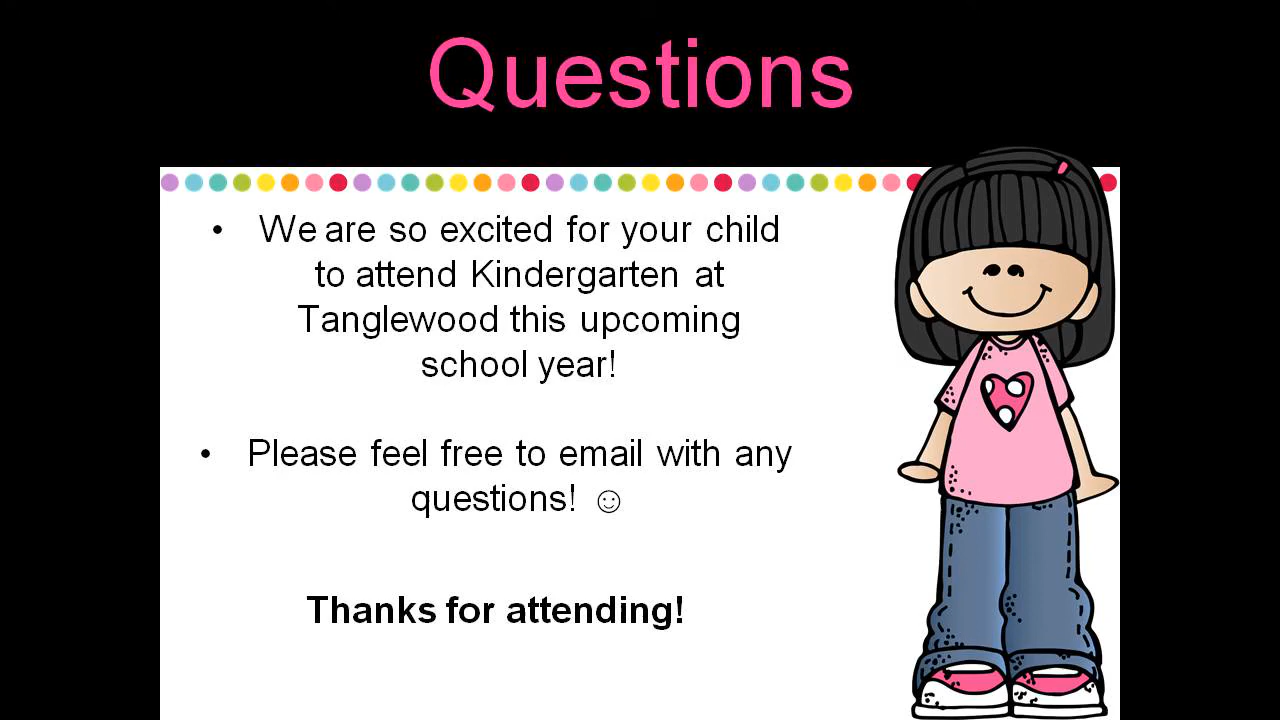 Questions
• We are so excited for your child
to attend Kindergarten at
Tanglewood this upcoming
school year!
• Please feel free to email with any
questions! ☺
Thanks for attending!